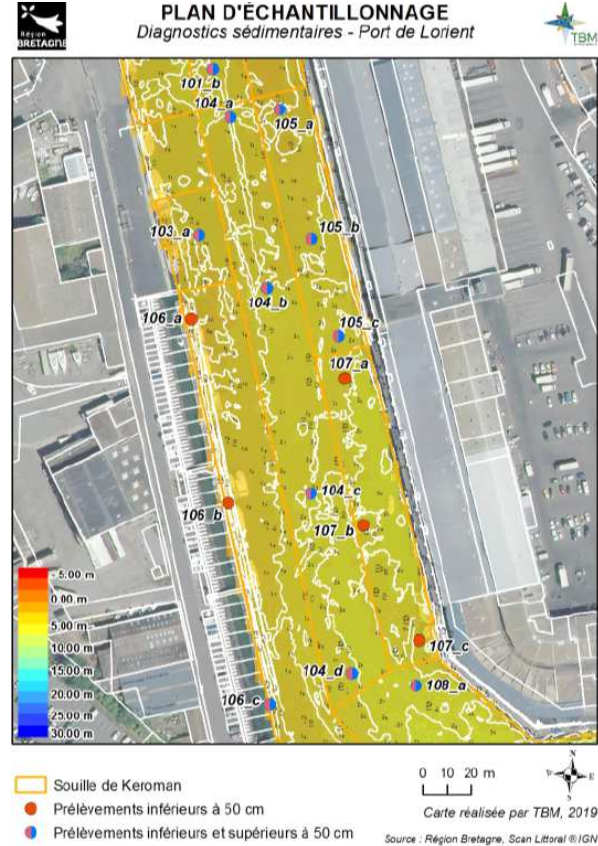 PLAN D'ÉCHANTILLONNAGE
Diagnostics sédimentaires - Port de Lorient
Région
BRETAGNE
TBM
101_b
104_a
105_a
103_a
105_b
104_b
106_a
105_c
107_a
104_c
106_b
107_b
107_c
104_d
108_a
106_c
- 5.00 m
0.00 m
5.00 m
10.00 m
15.00 m
20.00 m
25.00 m
30.00 m
Souille de Keroman
Prélèvements inférieurs à 50 cm
Prélèvements inférieurs et supérieurs à 50 cm
0 10 20 m
N
W E
S
Carte réalisée par TBM, 2019
Source : Région Bretagne, Scan Littoral ® IGN